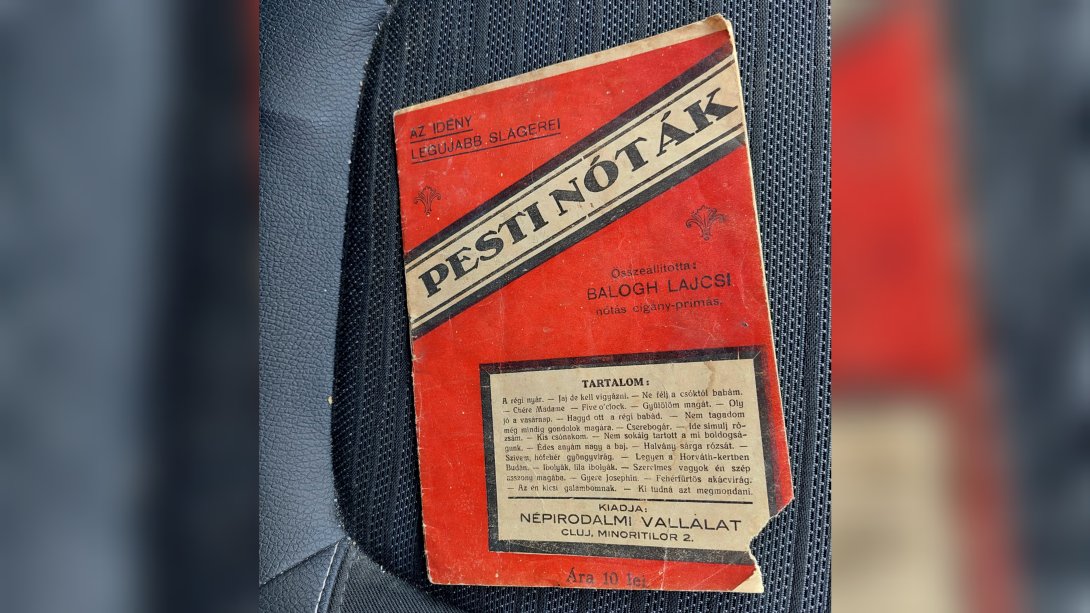 AZ IDÉNY
LEGUJABB SLÁGEREI
PESTI NÓTÁK
Összeállította:
BALOGH LAJCSI
nótás cigány-prímás.
TARTALOM:
A régi nyár. — Jaj de kell vigyázni. — Ne félj a csóktól babám.
— Chère Madame — Five o'clock. — Gyülölöm magát. — Oly
jó a vasárnap. — Hagyd ott a régi babád. — Nem tagadom
még mindig gondolok magára. — Cserebogár. — Ide simulj ró-
zsám. — Kis csónakom. — Nem sokáig tartott a mi boldogsá-
gunk. — Édes anyám nagy a baj. — Halvány sárga rózsát. —
Szivem, hófehér gyöngyvirág. — Legyen a Horváth-kertben
Budán. — Ibolyák, lila ibolyák. — Szerelmes vagyok én szép
asszony magába. — Gyere Josephin. — Fehérfürtös akácvirág.
— Az én kicsi galambomnak. — Ki tudná azt megmondani.
KIADJA:
NÉPIRODALMI VÁLLALAT
CLUJ, MINORITILOR 2.
Ára 10 lei